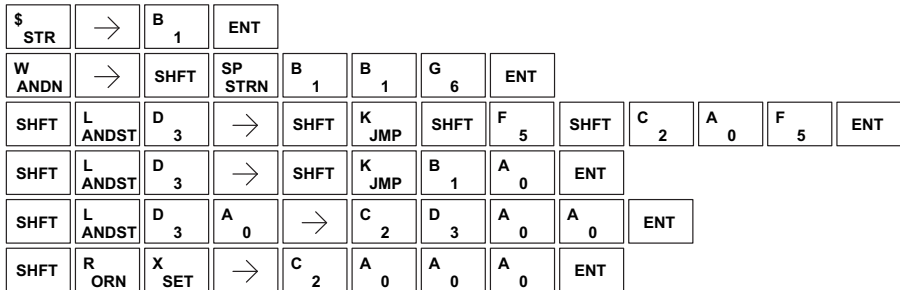 $ STR → B 1 ENT
W ANDN → SHFT SP STRN B 1 B 1 G 6 ENT
SHFT L ANDST D 3 → SHFT K JMP SHFT F 5 SHFT C 2 A 0 F 5 ENT
SHFT L ANDST D 3 → SHFT K JMP B 1 A 0 ENT
SHFT L ANDST D 3 A 0 → C 2 D 3 A 0 A 0 ENT
SHFT R ORN X SET → C 2 A 0 A 0 A 0 ENT